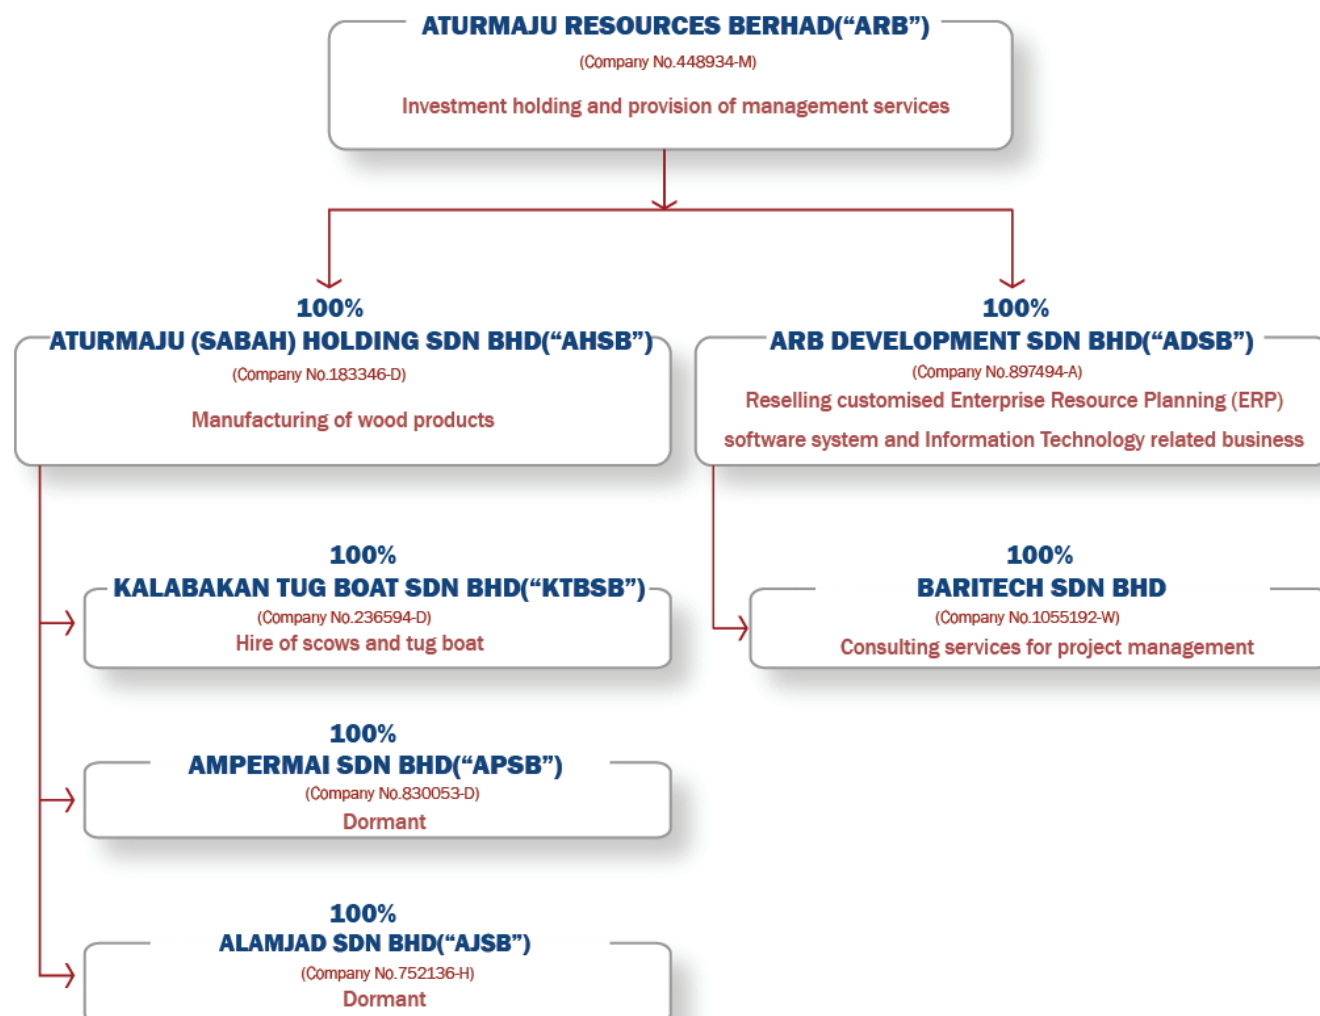 ATURMAJU RESOURCES BERHAD(“ARB”)
(Company No.448934-M)
Investment holding and provision of management services
100%
ATURMAJU (SABAH) HOLDING SDN BHD(“AHSB”)
(Company No.183346-D)
Manufacturing of wood products
100%
KALABAKAN TUG BOAT SDN BHD(“KTBSB”)
(Company No.236594-D)
Hire of scows and tug boat
100%
AMPERMAI SDN BHD(“APSB”)
(Company No.830053-D)
Dormant
100%
ALAMJAD SDN BHD(“AJSB”)
(Company No.752136-H)
Dormant
100%
ARB DEVELOPMENT SDN BHD(“ADSB”)
(Company No.897494-A)
Reselling customised Enterprise Resource Planning (ERP)
software system and Information Technology related business
100%
BARITECH SDN BHD
(Company No.1055192-W)
Consulting services for project management